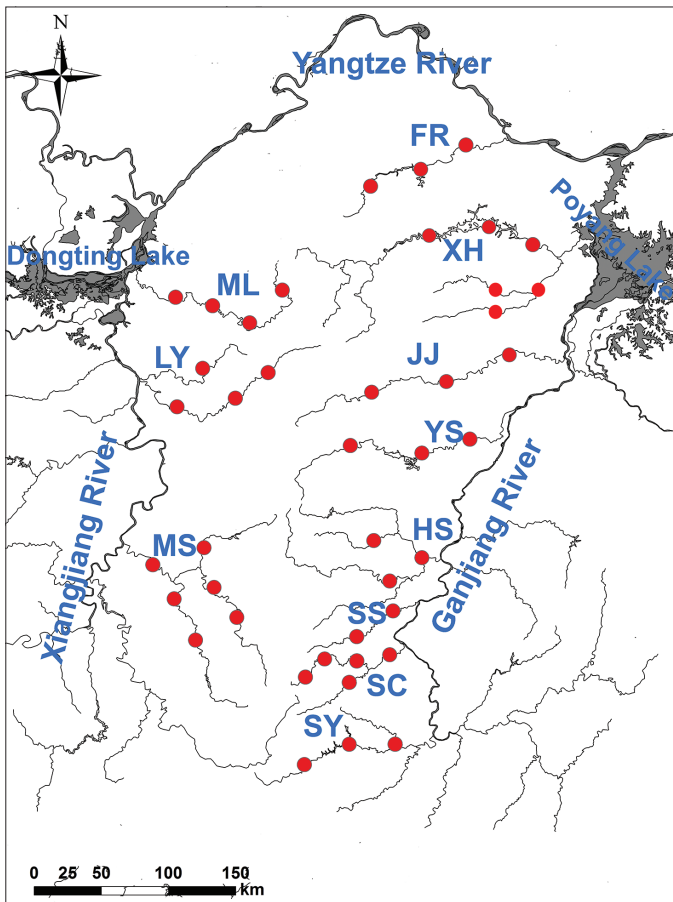 N
Yangtze River
FR
Poyang Lake
XH
Dongting Lake
ML
LY
JJ
YS
Xiangjiang River
MS
HS
Ganjiang River
SS
SC
SY
0 25 50 100 150
km